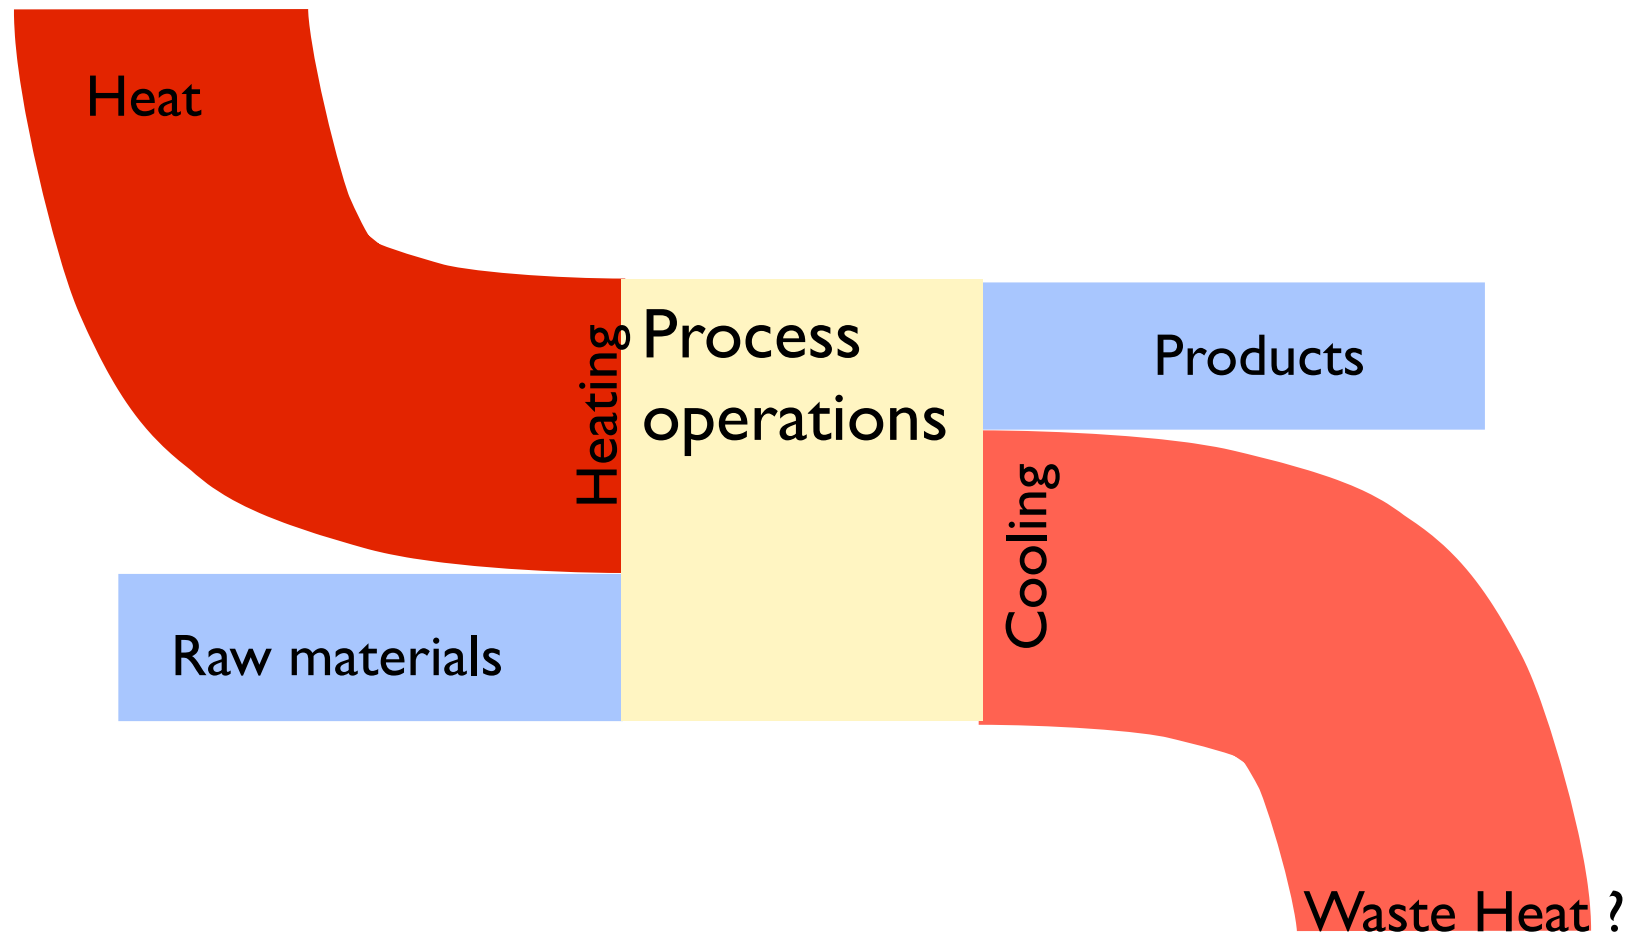 Heat
Heating
Process
operations
Products
Cooling
Raw materials
Waste Heat ?